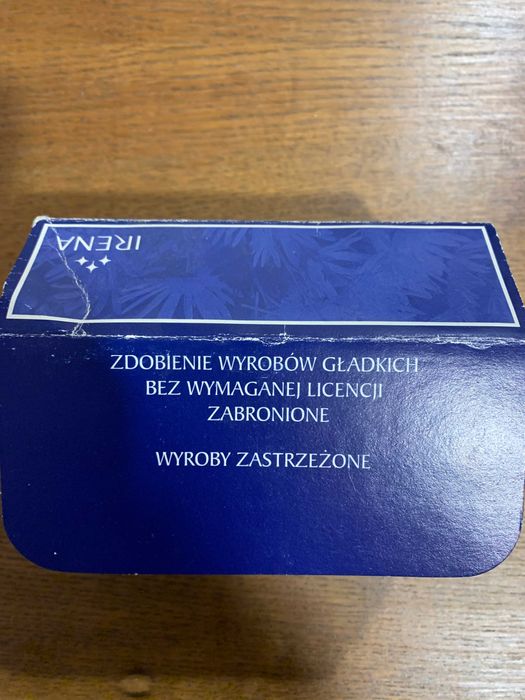 IRENA
ZDOBIENIE WYROBÓW GŁADKICH
BEZ WYMAGANEJ LICENCJI
ZABRONIONE
WYROBY ZASTRZEŻONE